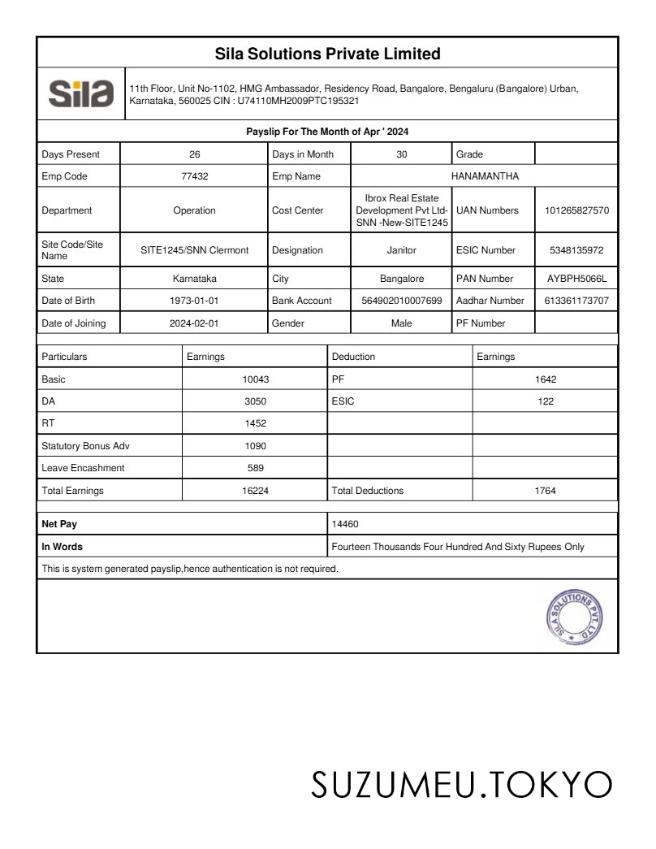 Sila Solutions Private Limited
sila
11th Floor, Unit No-1102, HMG Ambassador, Residency Road, Bangalore, Bengaluru (Bangalore) Urban,
Karnataka, 560025 CIN : U74110MH2009PTC195321
Payslip For The Month of Apr ' 2024
Days Present 26 Days in Month 30 Grade
Emp Code 77432 Emp Name HANAMANTHA
Department Operation Cost Center Ibrox Real Estate Development Pvt Ltd-SNN -New-SITE1245 UAN Numbers 101265827570
Site Code/Site Name SITE1245/SNN Clermont Designation Janitor ESIC Number 5348135972
State Karnataka City Bangalore PAN Number AYBPH5066L
Date of Birth 1973-01-01 Bank Account 564902010007699 Aadhar Number 613361173707
Date of Joining 2024-02-01 Gender Male PF Number
Particulars Earnings Deduction Earnings
Basic 10043 PF 1642
DA 3050 ESIC 122
RT 1452
Statutory Bonus Adv 1090
Leave Encashment 589
Total Earnings 16224 Total Deductions 1764
Net Pay 14460
In Words Fourteen Thousands Four Hundred And Sixty Rupees Only
This is system generated payslip,hence authentication is not required.
SILA SOLUTIONS PVT. LTD.
SUZUMEU.TOKYO